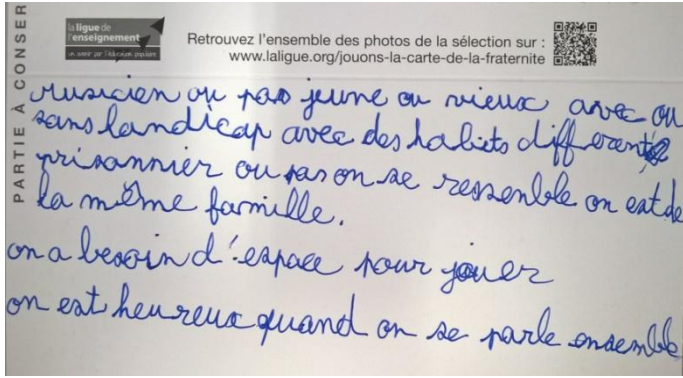 la ligue de
l'enseignement
un avenir par l'éducation populaire
Retrouvez l'ensemble des photos de la sélection sur :
www.laligue.org/jouons-la-carte-de-la-fraternite
PARTIE À CONSER
Musicien ou pas jeune ou vieux avec ou
sans handicap avec des habits différents
prisonnier ou pas on se ressenble on est de
la même famille.
on a besoin d'espace pour jouer
on est heureux quand on se parle ensemble